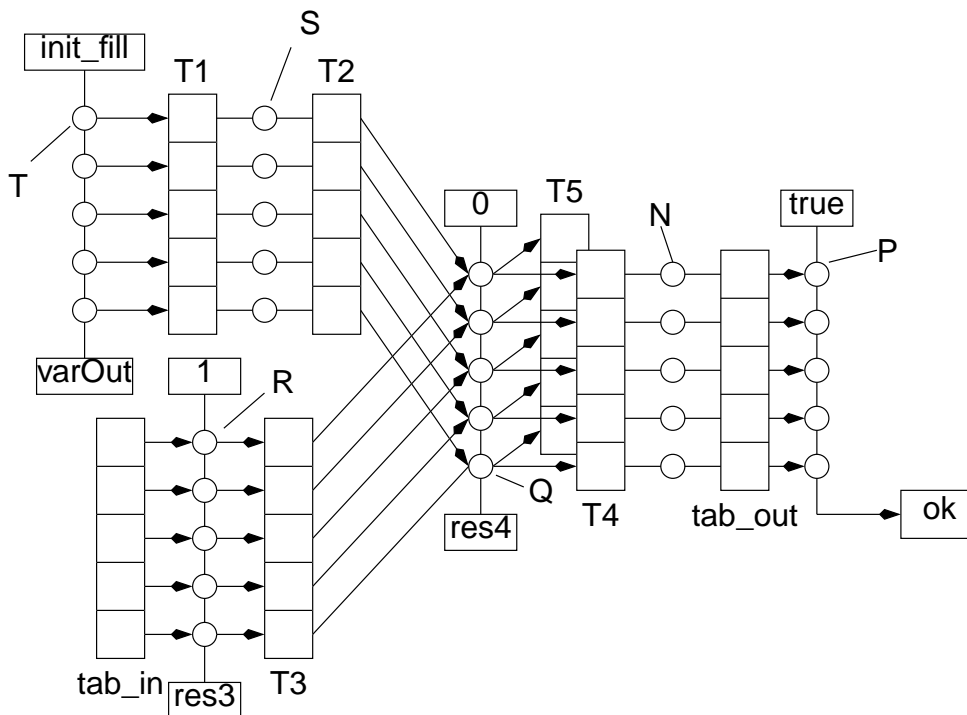 init_fill
S
T1
T2
T
0
T5
N
true
P
varOut
1
R
Q
T4
tab_out
res4
ok
tab_in
res3
T3